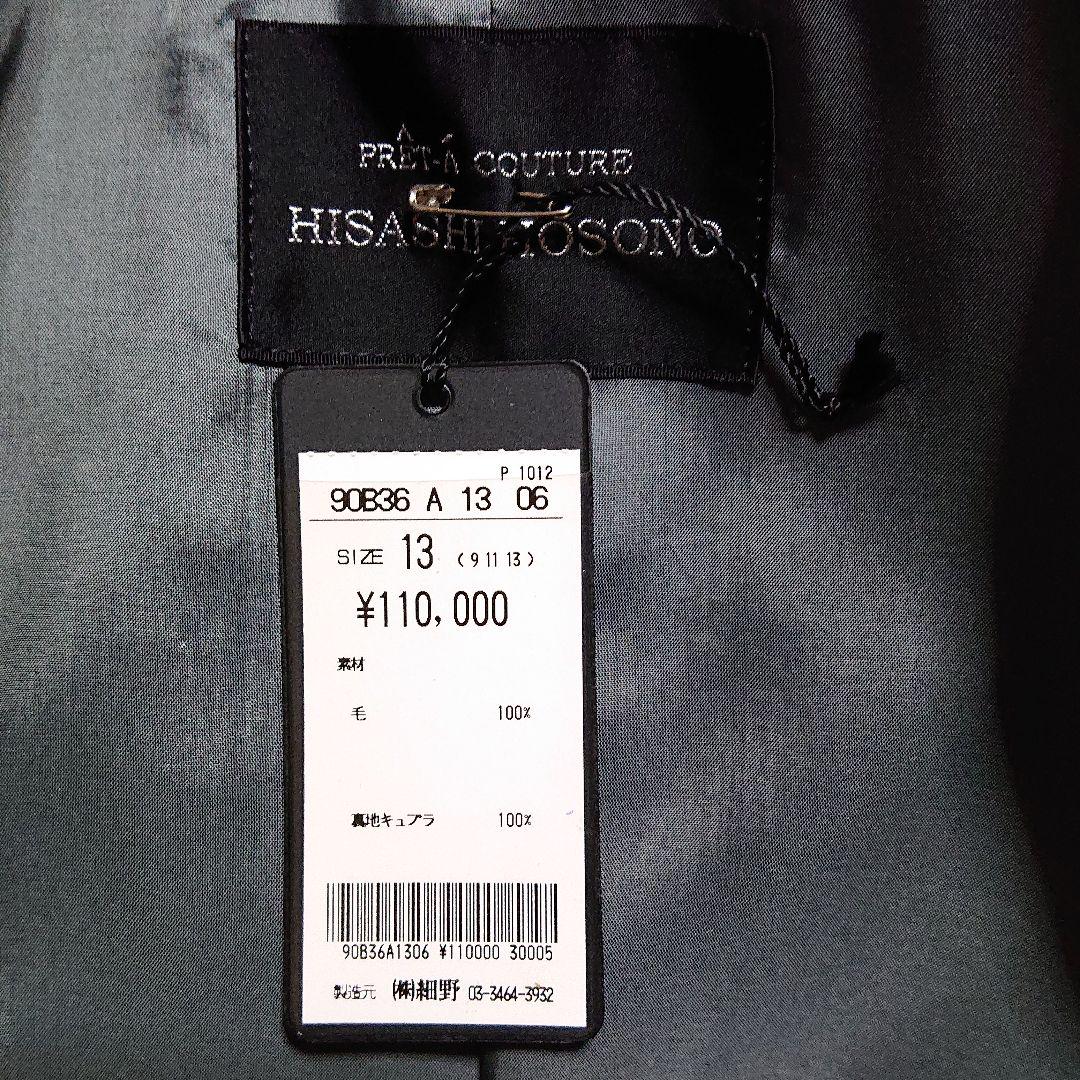 PRÊT-À COUTURE
HISASHI HOSONO
P 1012
90B36 A 13 06
SIZE 13 (9 11 13)
¥110,000
素材
毛 100%
裏地キュプラ 100%
90B36A1306 ¥110000 30005
製造元 ㈱細野 03-3464-3932